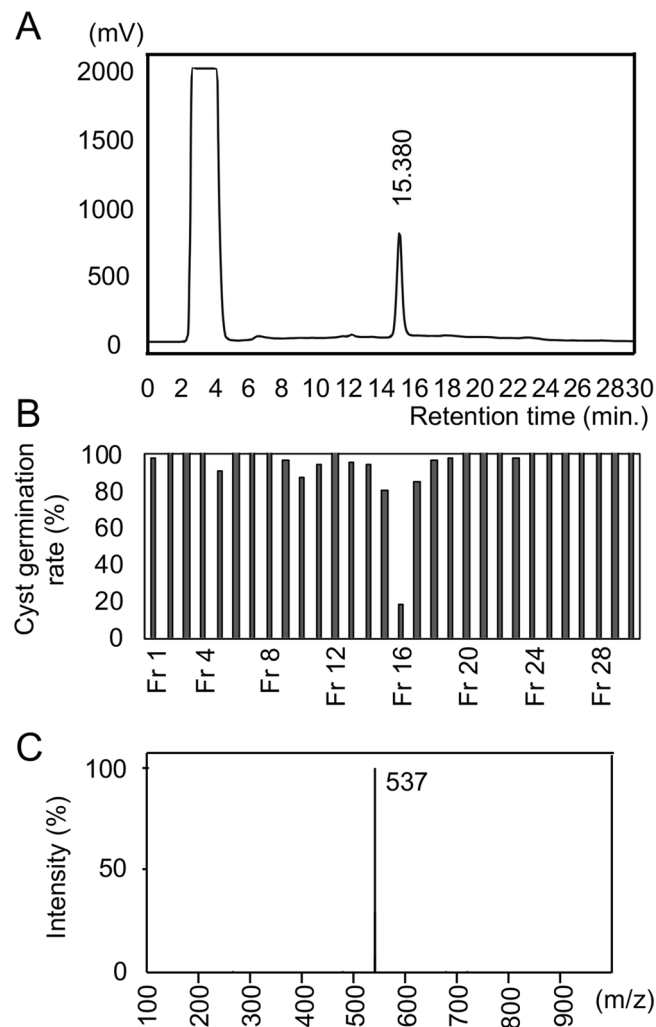 A
(mV)
2000
1500
1000
500
0
15.380
0 2 4 6 8 10 12 14 16 18 20 22 24 26 28 30
Retention time (min.)
B
Cyst germination
rate (%)
100
80
60
40
20
0
Fr 1 Fr 4 Fr 8 Fr 12 Fr 16 Fr 20 Fr 24 Fr 28
C
Intensity (%)
100
50
0
537
100 200 300 400 500 600 700 800 900 (m/z)